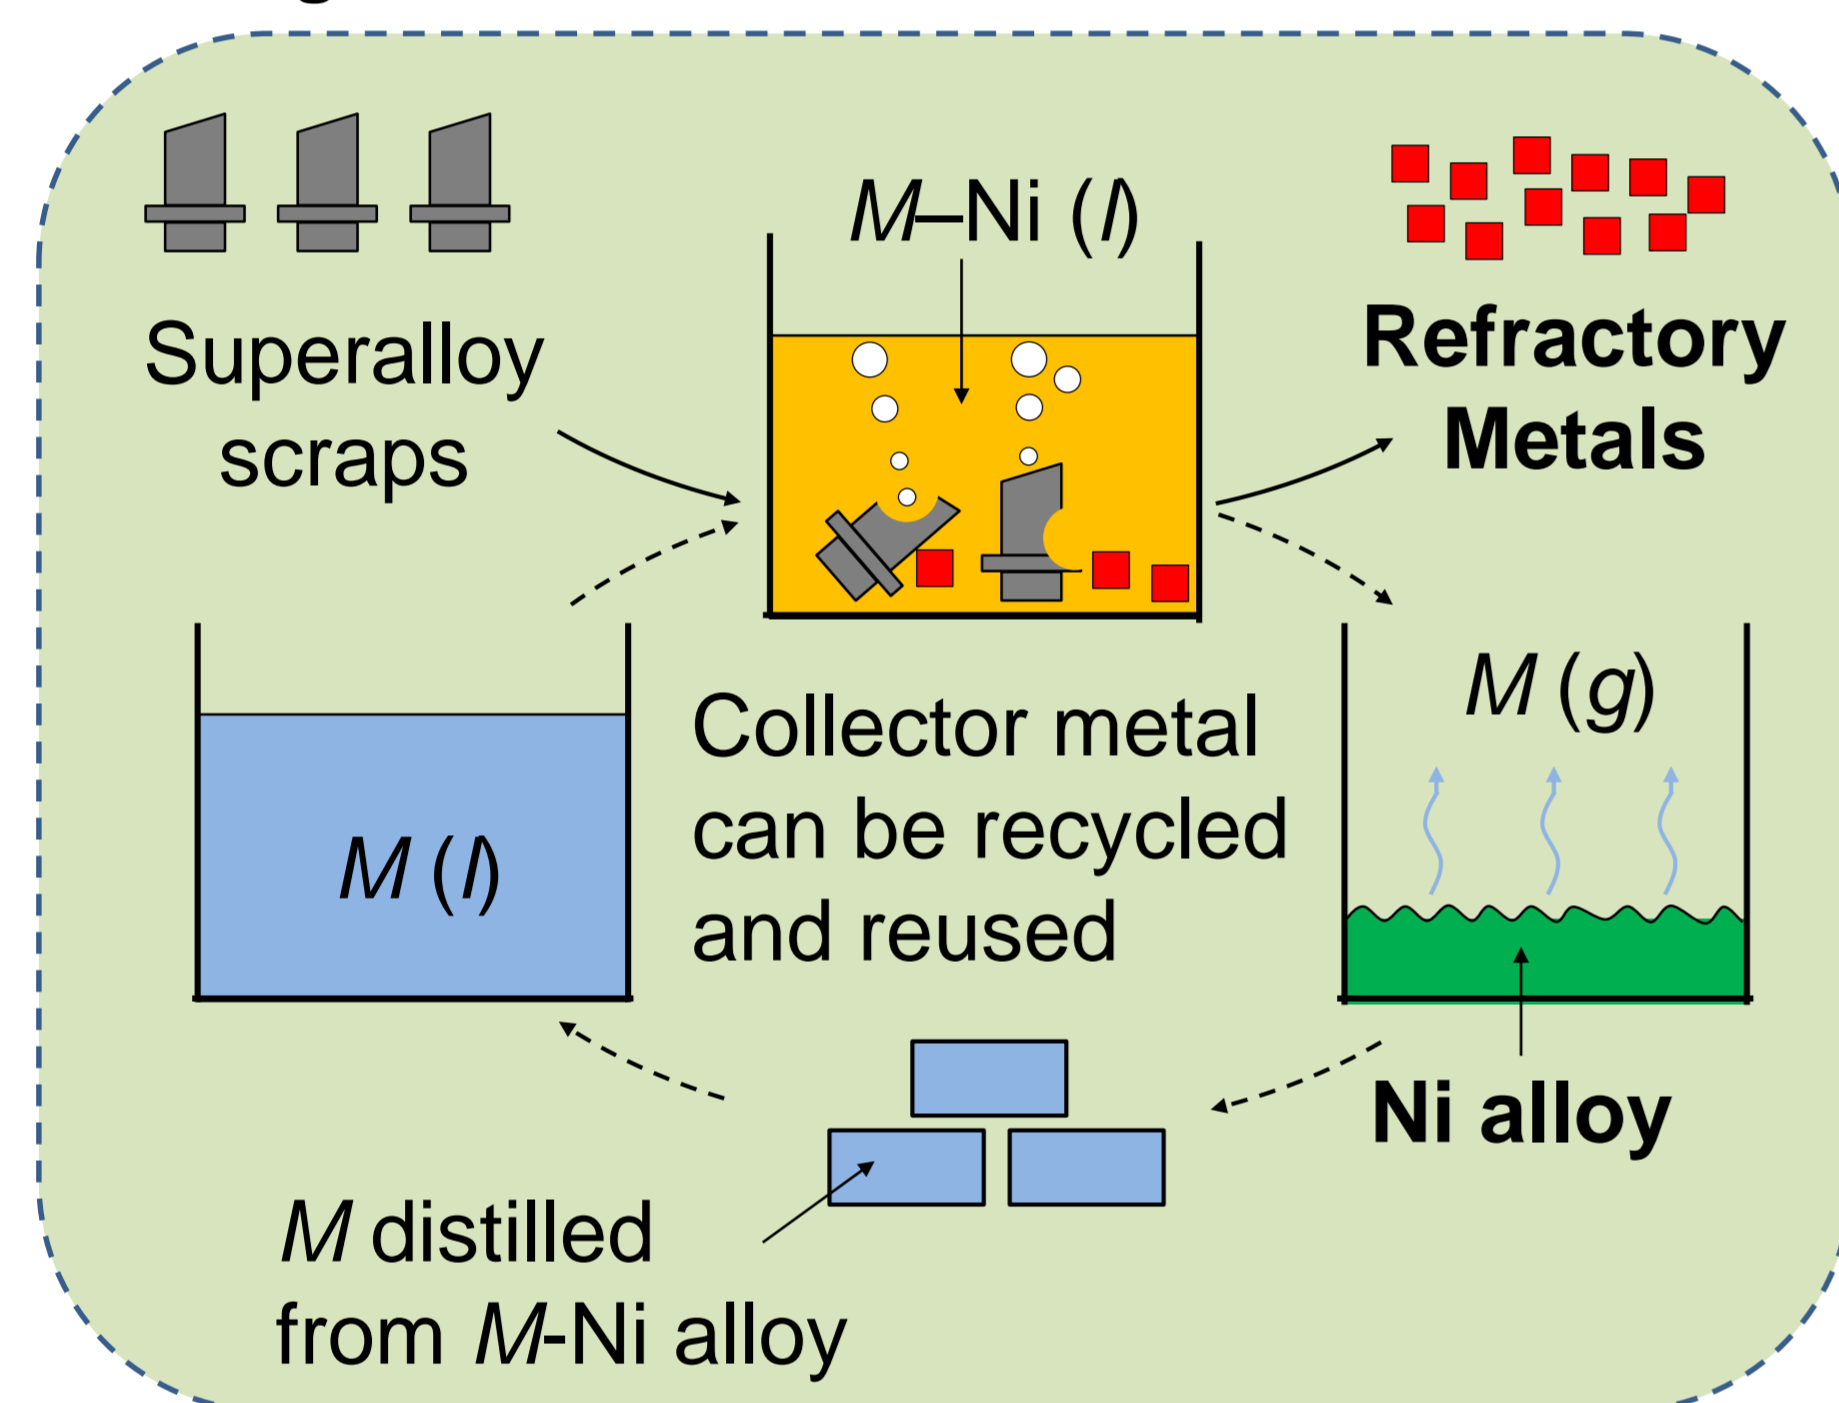 M–Ni (l)
Superalloy
scraps
Refractory
Metals
M (l)
Collector metal
can be recycled
and reused
M (g)
Ni alloy
M distilled
from M-Ni alloy